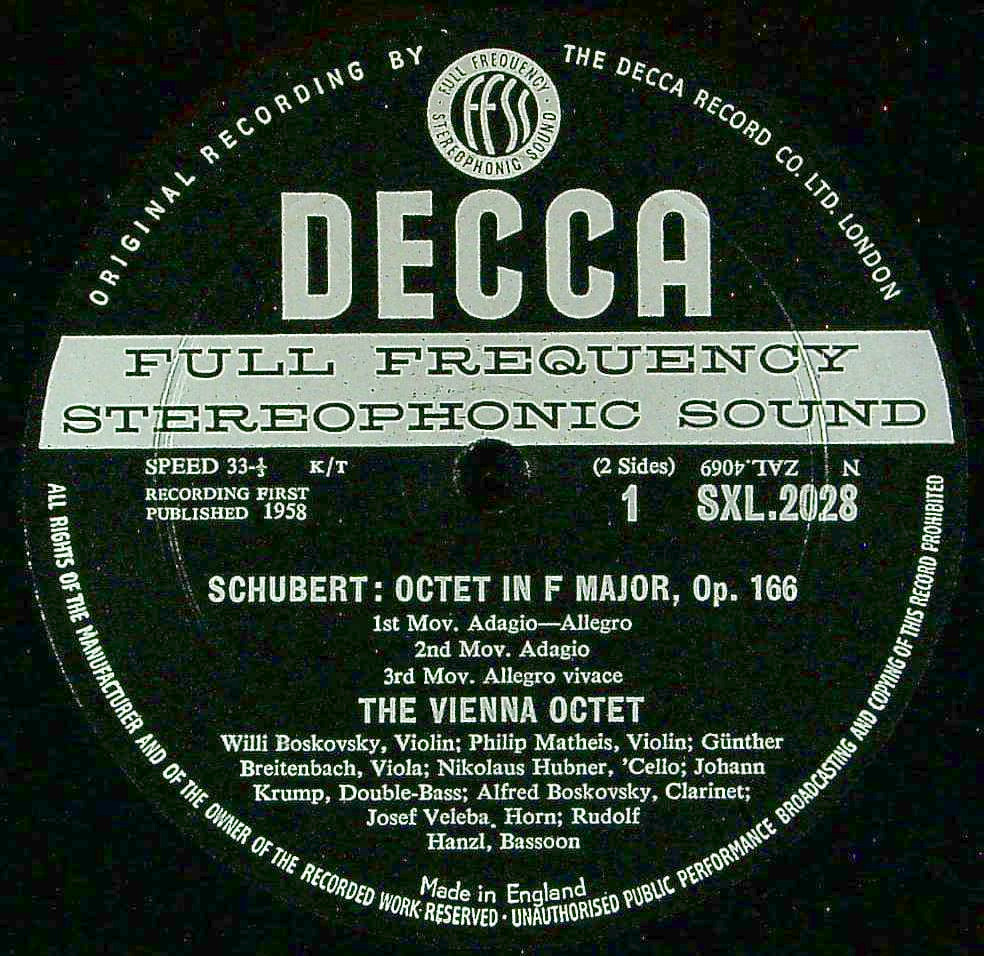 ORIGINAL RECORDING BY THE DECCA RECORD CO. LTD. LONDON
FULL FREQUENCY
FFSS
STEREOPHONIC SOUND
DECCA
FULL FREQUENCY
STEREOPHONIC SOUND
SPEED 33-⅓ K/T (2 Sides) ZAL.4069 N
RECORDING FIRST
PUBLISHED 1958 1 SXL.2028
SCHUBERT: OCTET IN F MAJOR, Op. 166
1st Mov. Adagio—Allegro
2nd Mov. Adagio
3rd Mov. Allegro vivace
THE VIENNA OCTET
Willi Boskovsky, Violin; Philip Matheis, Violin; Günther
Breitenbach, Viola; Nikolaus Hubner, 'Cello; Johann
Krump, Double-Bass; Alfred Boskovsky, Clarinet;
Josef Veleba, Horn; Rudolf
Hanzl, Bassoon
Made in England
ALL RIGHTS OF THE MANUFACTURER AND OF THE OWNER OF THE RECORDED WORK RESERVED · UNAUTHORISED PUBLIC PERFORMANCE BROADCASTING AND COPYING OF THIS RECORD PROHIBITED